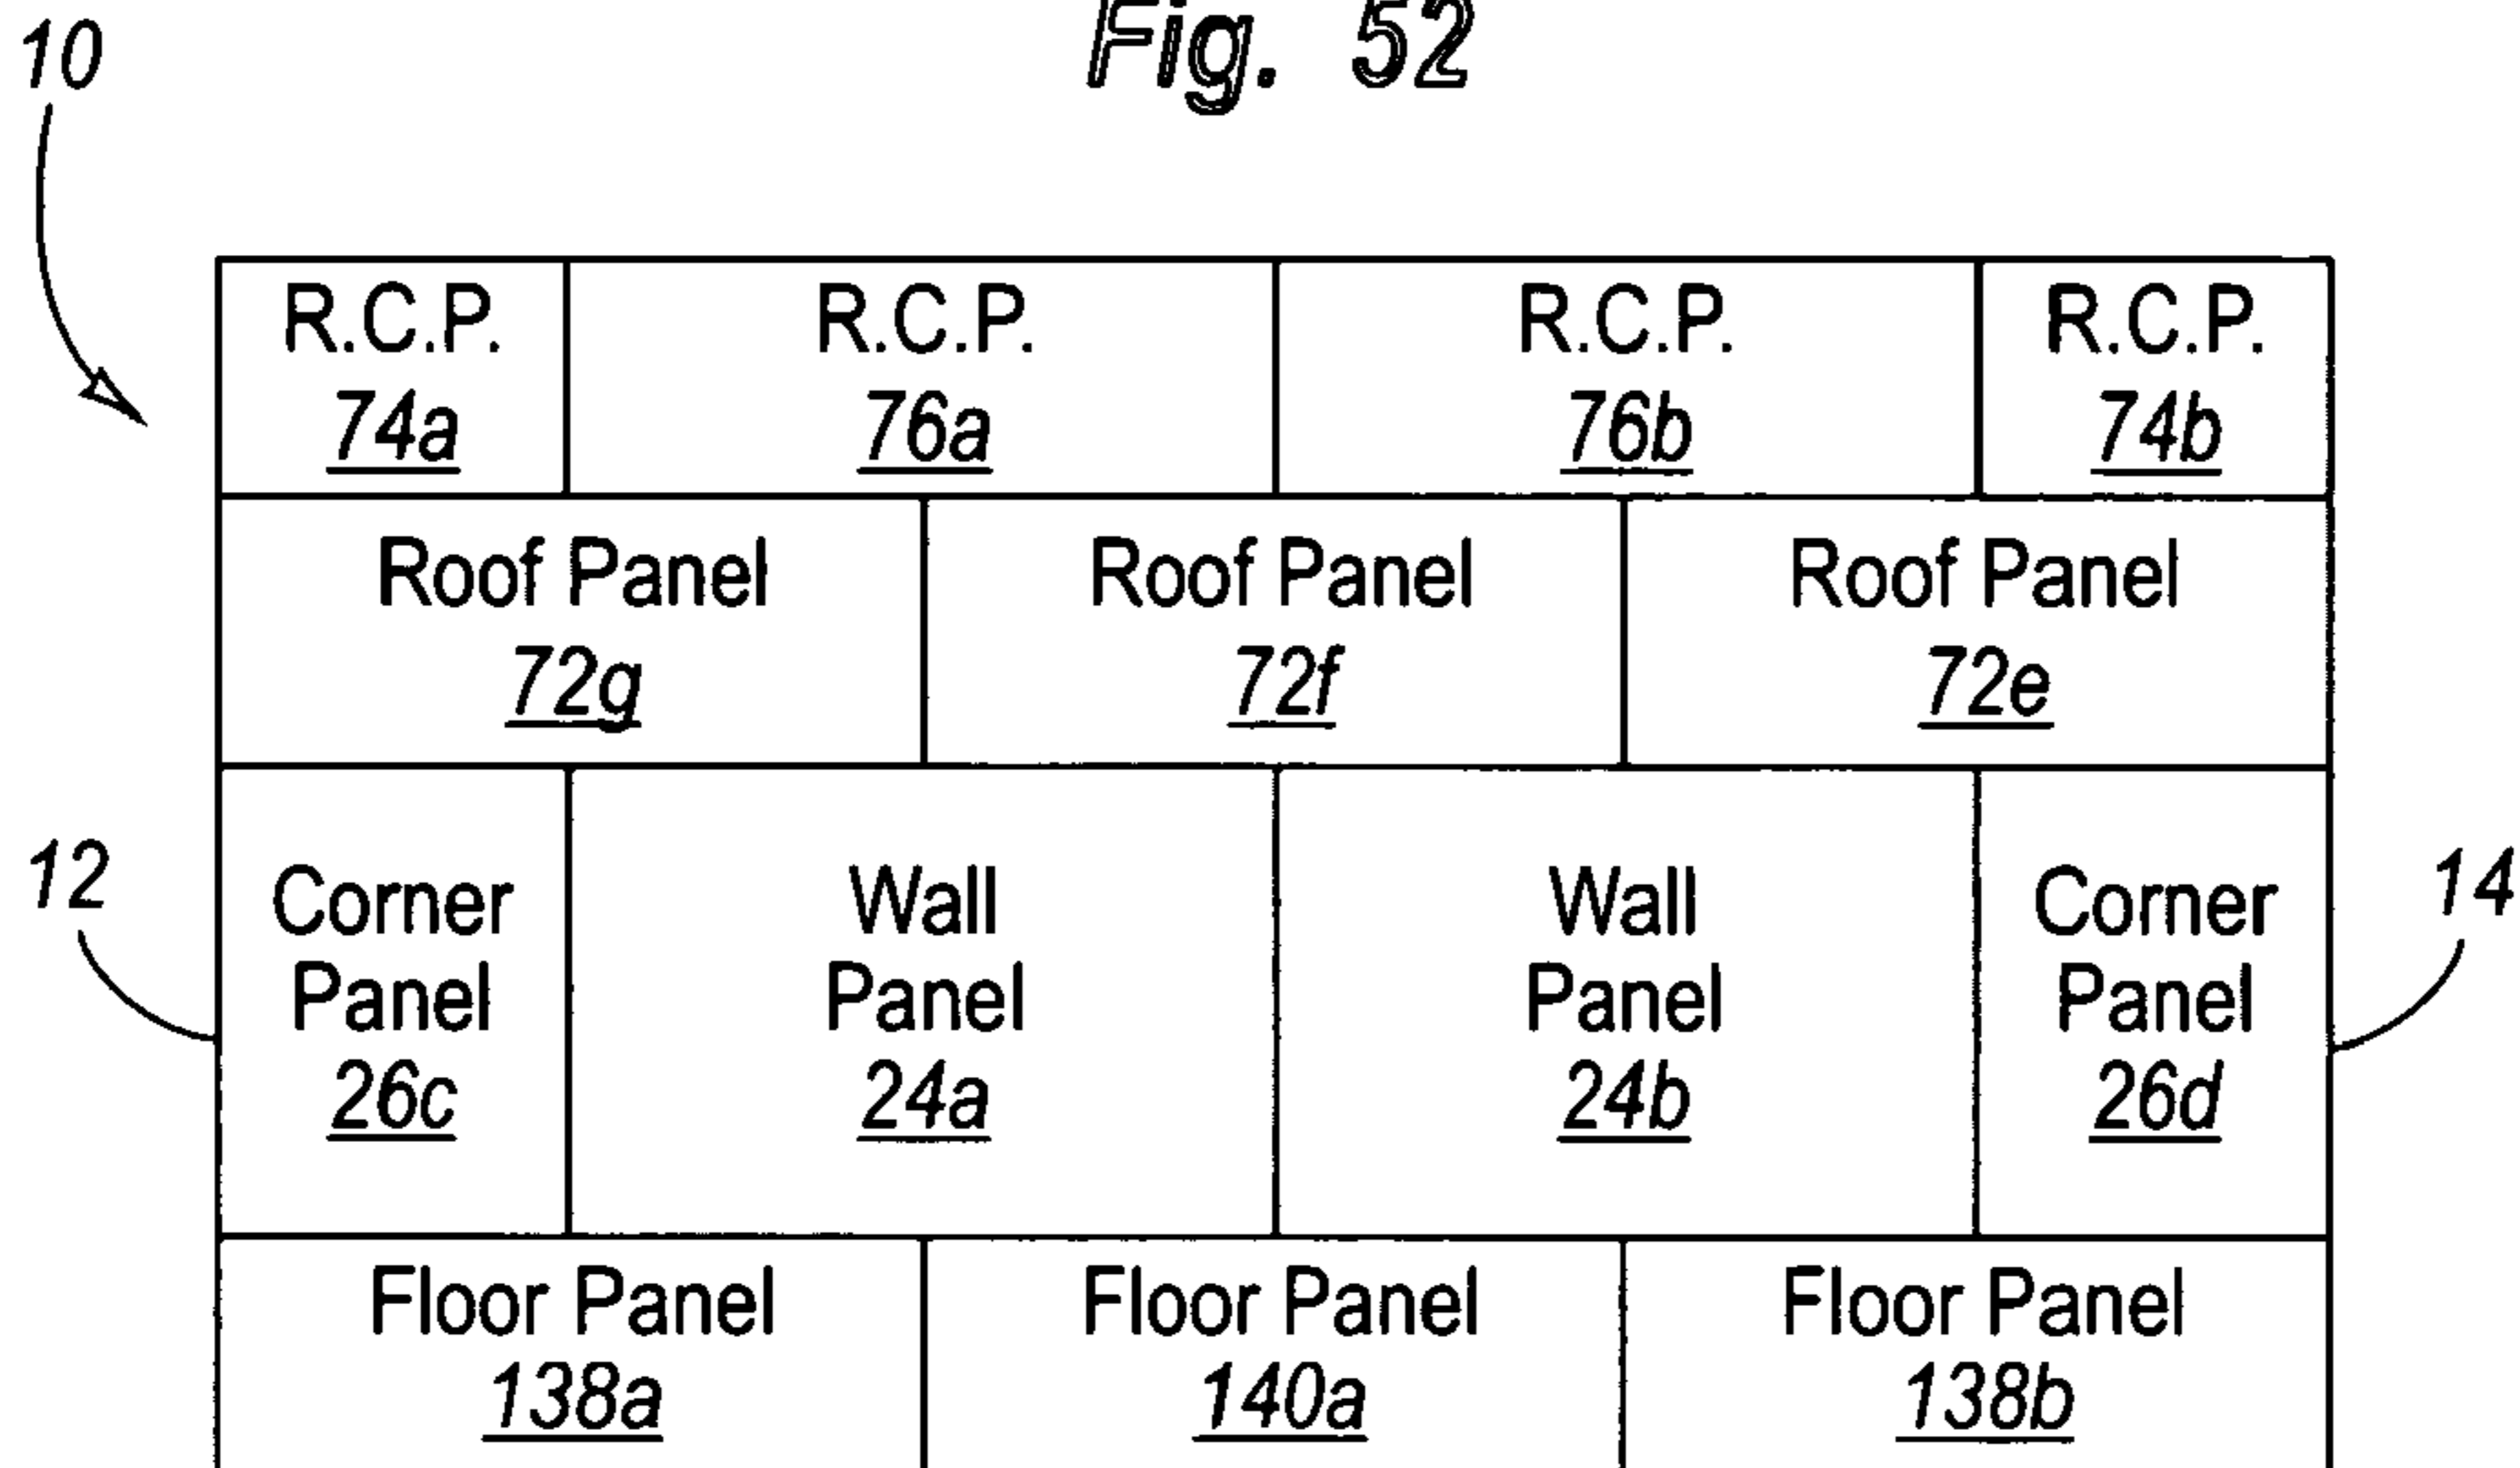 Fig. 52
10
R.C.P. R.C.P. R.C.P. R.C.P.
74a 76a 76b 74b
Roof Panel Roof Panel Roof Panel
72g 72f 72e
12
14
Corner Wall Wall Corner
Panel Panel Panel Panel
26c 24a 24b 26d
Floor Panel Floor Panel Floor Panel
138a 140a 138b